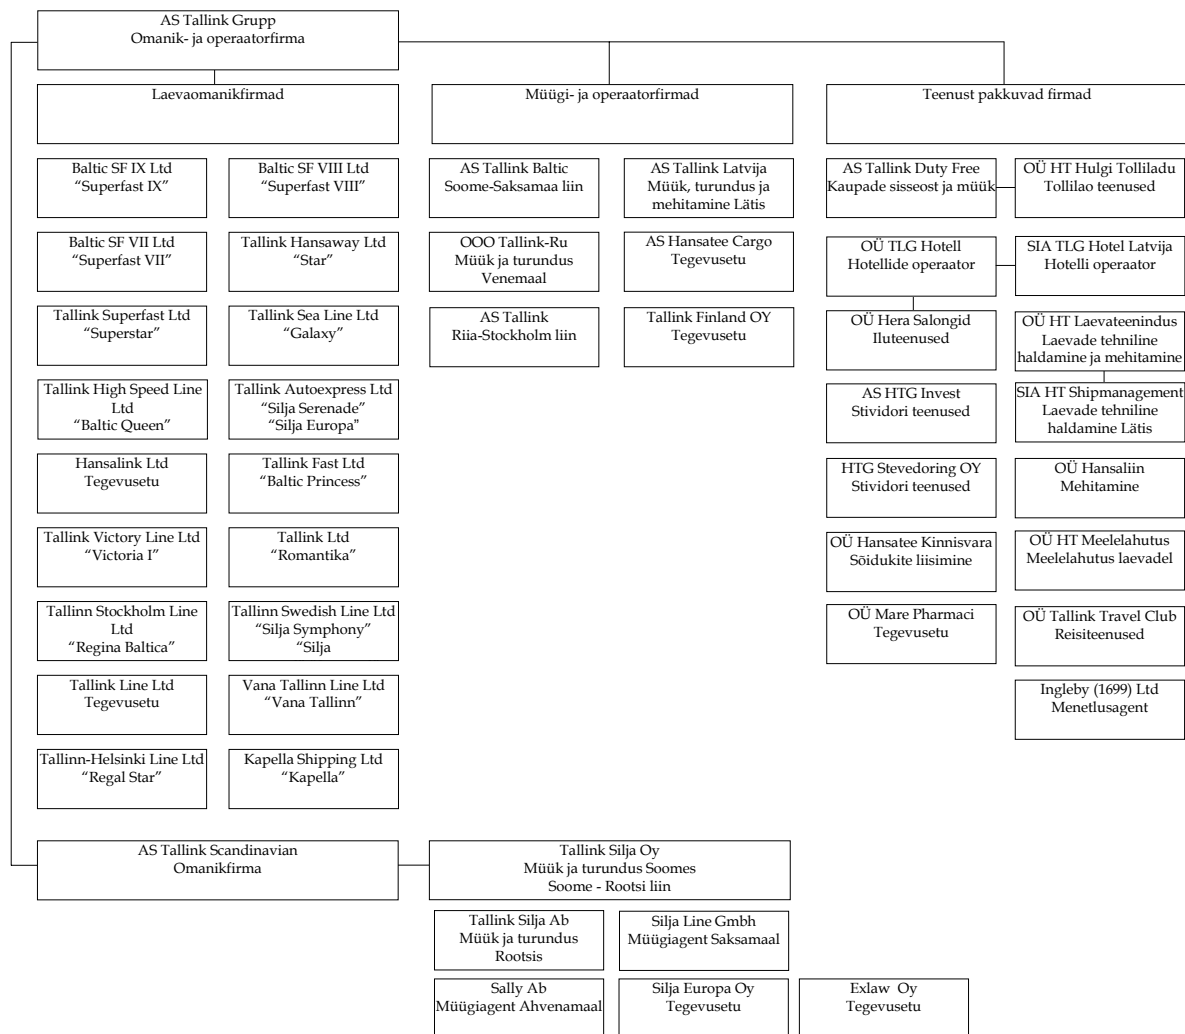 AS Tallink Grupp
Omanik- ja operaatorfirma
Laevaomanikfirmad
Müügi- ja operaatorfirmad
Teenust pakkuvad firmad
Baltic SF IX Ltd
“Superfast IX”
Baltic SF VIII Ltd
“Superfast VIII”
AS Tallink Baltic
Soome-Saksamaa liin
AS Tallink Latvija
Müük, turundus ja
mehitamine Lätis
AS Tallink Duty Free
Kaupade sisseost ja müük
OÜ HT Hulgi Tolliladu
Tollilao teenused
Baltic SF VII Ltd
“Superfast VII”
Tallink Hansaway Ltd
“Star”
OOO Tallink-Ru
Müük ja turundus
Venemaal
AS Hansatee Cargo
Tegevusetu
OÜ TLG Hotell
Hotellide operaator
SIA TLG Hotel Latvija
Hotelli operaator
Tallink Superfast Ltd
“Superstar”
Tallink Sea Line Ltd
“Galaxy”
AS Tallink
Riia-Stockholm liin
Tallink Finland OY
Tegevusetu
OÜ Hera Salongid
Iluteenused
OÜ HT Laevateenindus
Laevade tehniline
haldamine ja mehitamine
Tallink High Speed Line
Ltd
“Baltic Queen”
Tallink Autoexpress Ltd
“Silja Serenade”
“Silja Europa”
AS HTG Invest
Stividori teenused
SIA HT Shipmanagement
Laevade tehniline
haldamine Lätis
Hansalink Ltd
Tegevusetu
Tallink Fast Ltd
“Baltic Princess”
HTG Stevedoring OY
Stividori teenused
OÜ Hansaliin
Mehitamine
Tallink Victory Line Ltd
“Victoria I”
Tallink Ltd
“Romantika”
OÜ Hansatee Kinnisvara
Sõidukite liisimine
OÜ HT Meelelahutus
Meelelahutus laevadel
Tallinn Stockholm Line
Ltd
“Regina Baltica”
Tallinn Swedish Line Ltd
“Silja Symphony”
“Silja
OÜ Mare Pharmaci
Tegevusetu
OÜ Tallink Travel Club
Reisiteenused
Tallink Line Ltd
Tegevusetu
Vana Tallinn Line Ltd
“Vana Tallinn”
Ingleby (1699) Ltd
Menetlusagent
Tallinn-Helsinki Line Ltd
“Regal Star”
Kapella Shipping Ltd
“Kapella”
AS Tallink Scandinavian
Omanikfirma
Tallink Silja Oy
Müük ja turundus Soomes
Soome - Rootsi liin
Tallink Silja Ab
Müük ja turundus
Rootsis
Silja Line Gmbh
Müügiagent Saksamaal
Sally Ab
Müügiagent Ahvenamaal
Silja Europa Oy
Tegevusetu
Exlaw Oy
Tegevusetu